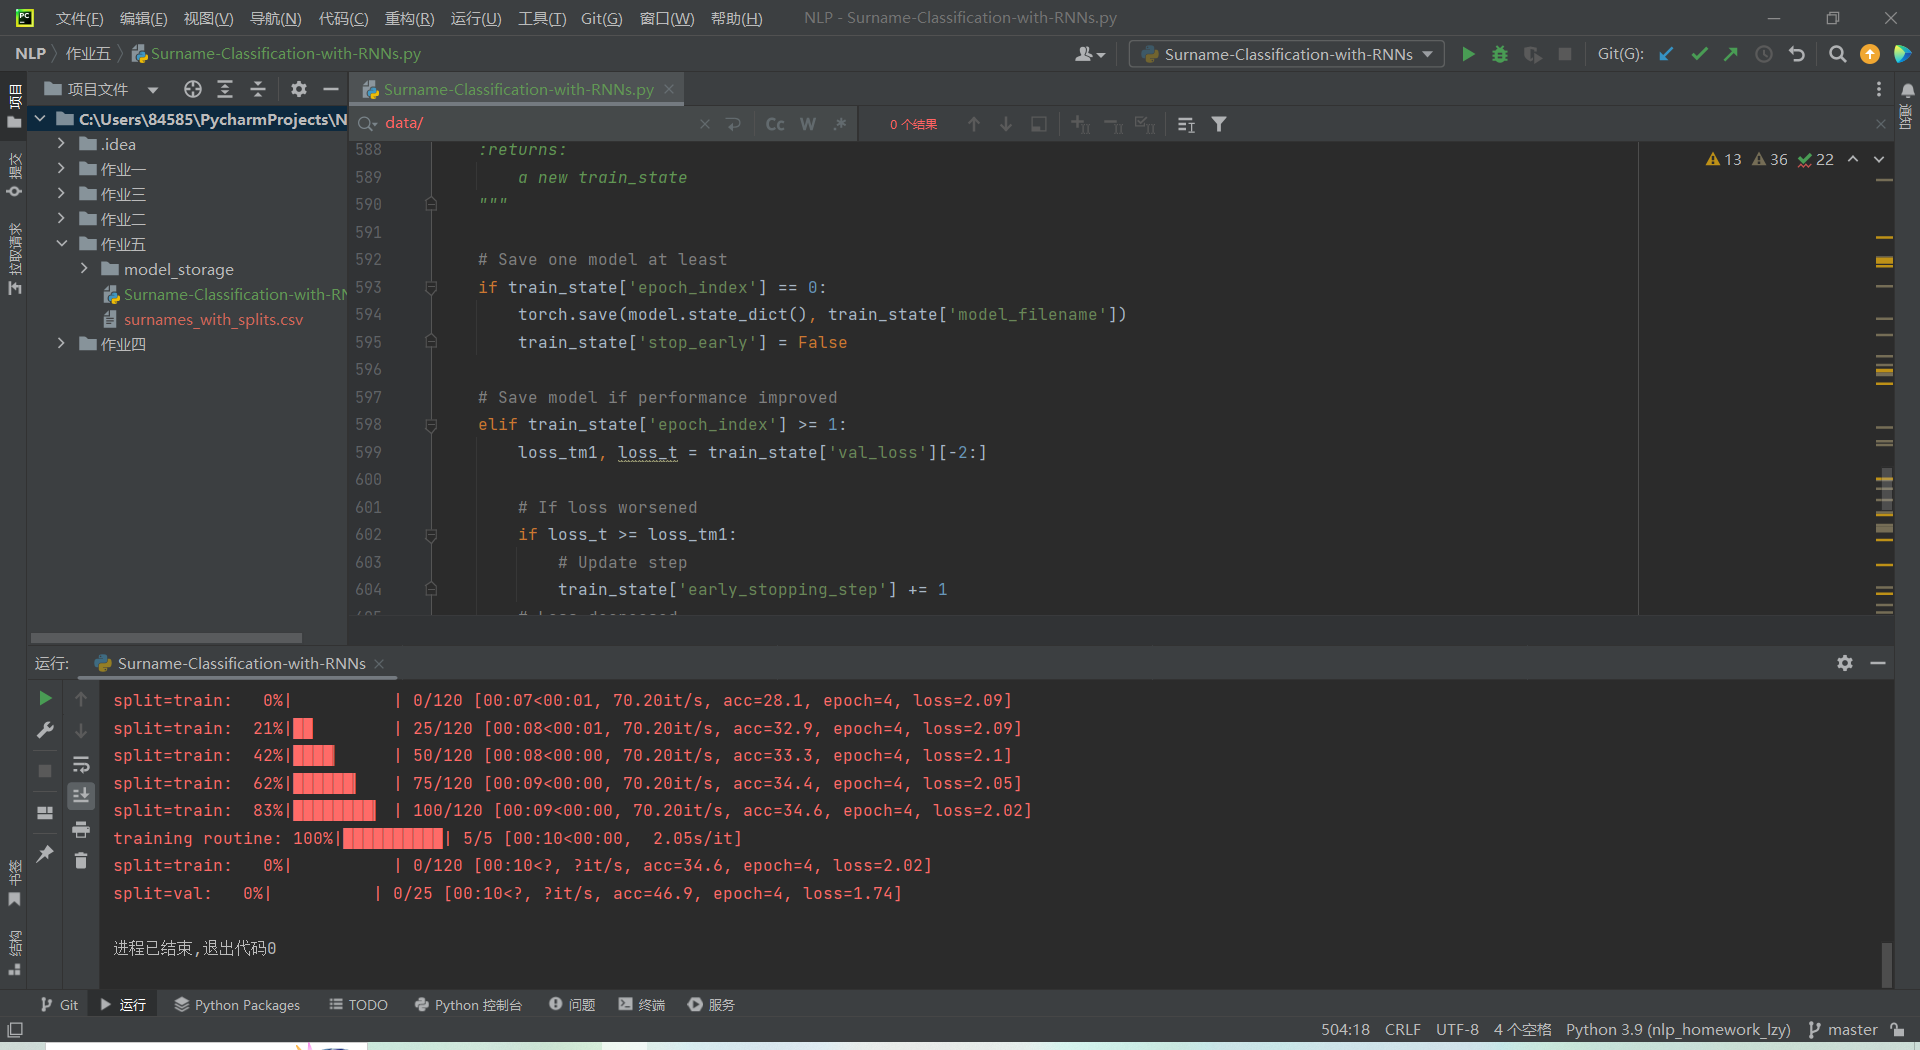 文件(F) 编辑(E) 视图(V) 导航(N) 代码(C) 重构(R) 运行(U) 工具(T) Git(G) 窗口(W) 帮助(H) NLP - Surname-Classification-with-RNNs.py
NLP 作业五 Surname-Classification-with-RNNs.py Surname-Classification-with-RNNs Git(G):
项目 项目文件 Surname-Classification-with-RNNs.py
通知
C:\Users\84585\PycharmProjects\N
data/ Cc W .* 0 个结果
.idea
作业一
作业三
作业二
作业五
model_storage
Surname-Classification-with-RN
surnames_with_splits.csv
作业四
提交
拉取请求
13 36 22
588 :returns:
589 a new train_state
590 """
591
592 # Save one model at least
593 if train_state['epoch_index'] == 0:
594 torch.save(model.state_dict(), train_state['model_filename'])
595 train_state['stop_early'] = False
596
597 # Save model if performance improved
598 elif train_state['epoch_index'] >= 1:
599 loss_tm1, loss_t = train_state['val_loss'][-2:]
600
601 # If loss worsened
602 if loss_t >= loss_tm1:
603 # Update step
604 train_state['early_stopping_step'] += 1
运行: Surname-Classification-with-RNNs
split=train:   0%|          | 0/120 [00:07<00:01, 70.20it/s, acc=28.1, epoch=4, loss=2.09]
split=train:  21%|██        | 25/120 [00:08<00:01, 70.20it/s, acc=32.9, epoch=4, loss=2.09]
split=train:  42%|████      | 50/120 [00:08<00:00, 70.20it/s, acc=33.3, epoch=4, loss=2.1]
split=train:  62%|██████    | 75/120 [00:09<00:00, 70.20it/s, acc=34.4, epoch=4, loss=2.05]
split=train:  83%|████████  | 100/120 [00:09<00:00, 70.20it/s, acc=34.6, epoch=4, loss=2.02]
training routine: 100%|██████████| 5/5 [00:10<00:00,  2.05s/it]
split=train:   0%|          | 0/120 [00:10<?, ?it/s, acc=34.6, epoch=4, loss=2.02]
split=val:   0%|          | 0/25 [00:10<?, ?it/s, acc=46.9, epoch=4, loss=1.74]
进程已结束,退出代码0
书签
结构
Git 运行 Python Packages TODO Python 控制台 问题 终端 服务
504:18 CRLF UTF-8 4 个空格 Python 3.9 (nlp_homework_lzy) master